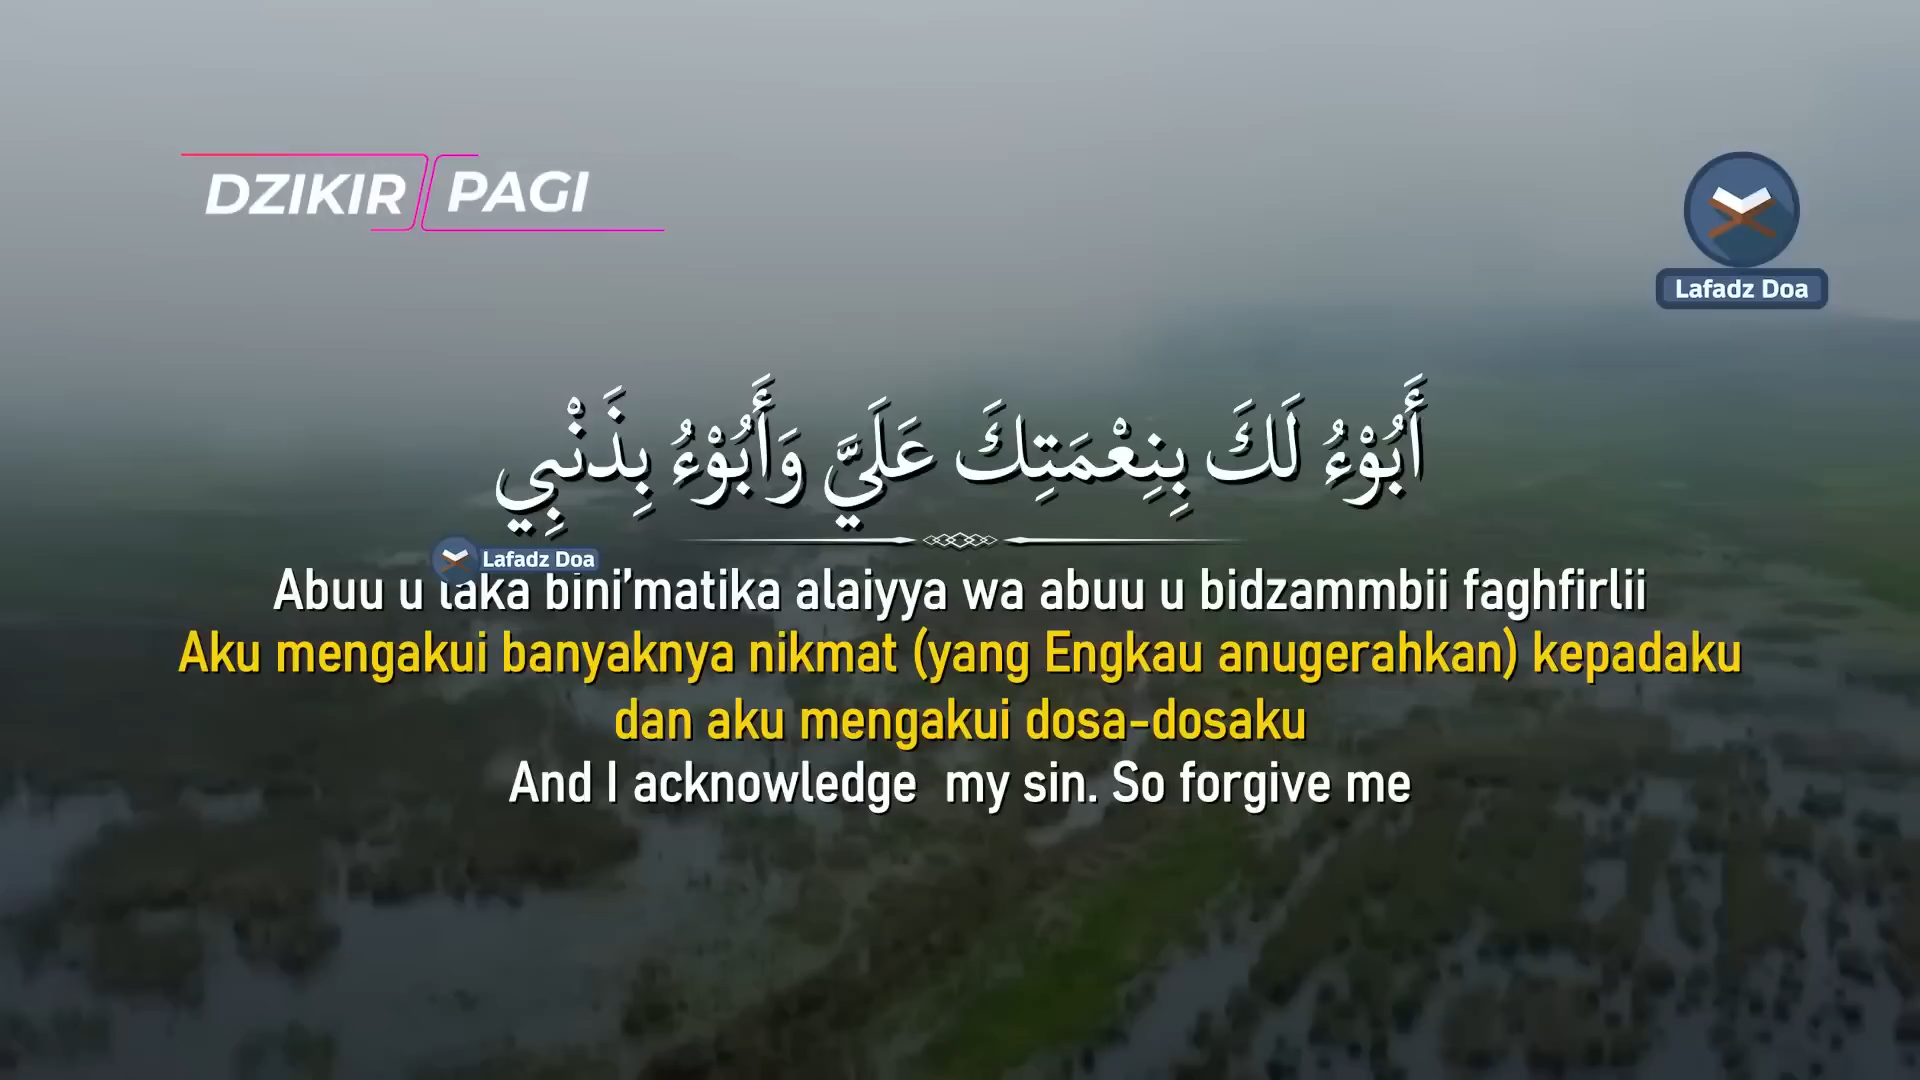 DZIKIR PAGI
Lafadz Doa
أَبُوْءُ لَكَ بِنِعْمَتِكَ عَلَيَّ وَأَبُوْءُ بِذَنْبِي
Lafadz Doa
Abuu u laka bini’matika alaiyya wa abuu u bidzammbii faghfirlii
Aku mengakui banyaknya nikmat (yang Engkau anugerahkan) kepadaku
dan aku mengakui dosa-dosaku
And I acknowledge my sin. So forgive me